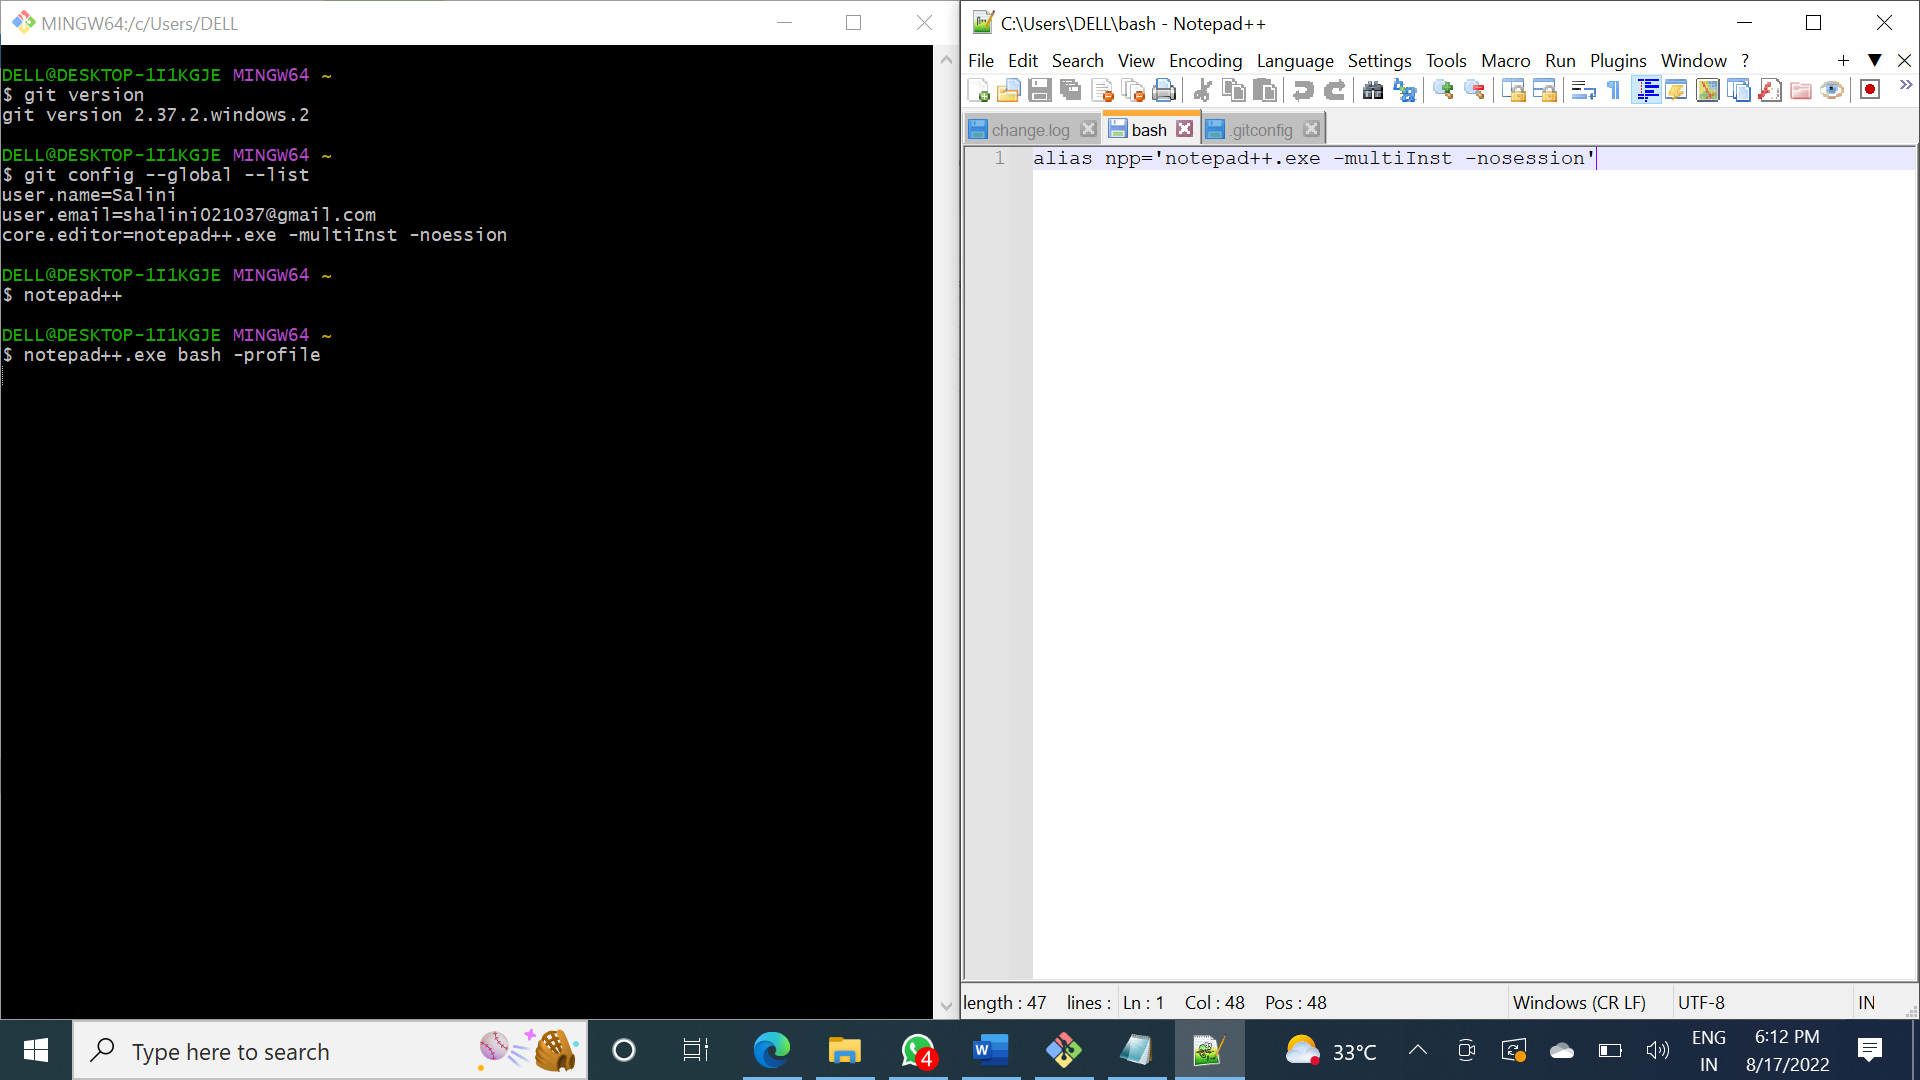 MINGW64:/c/Users/DELL
DELL@DESKTOP-1I1KGJE MINGW64 ~
$ git version
git version 2.37.2.windows.2
DELL@DESKTOP-1I1KGJE MINGW64 ~
$ git config --global --list
user.name=Salini
user.email=shalini021037@gmail.com
core.editor=notepad++.exe -multiInst -noession
DELL@DESKTOP-1I1KGJE MINGW64 ~
$ notepad++
DELL@DESKTOP-1I1KGJE MINGW64 ~
$ notepad++.exe bash -profile
C:\Users\DELL\bash - Notepad++
File Edit Search View Encoding Language Settings Tools Macro Run Plugins Window ?
change.log bash .gitconfig
1 alias npp='notepad++.exe -multiInst -nosession'
length : 47 lines : Ln : 1 Col : 48 Pos : 48 Windows (CR LF) UTF-8 IN
Type here to search
4
33°C
ENG
IN
6:12 PM
8/17/2022